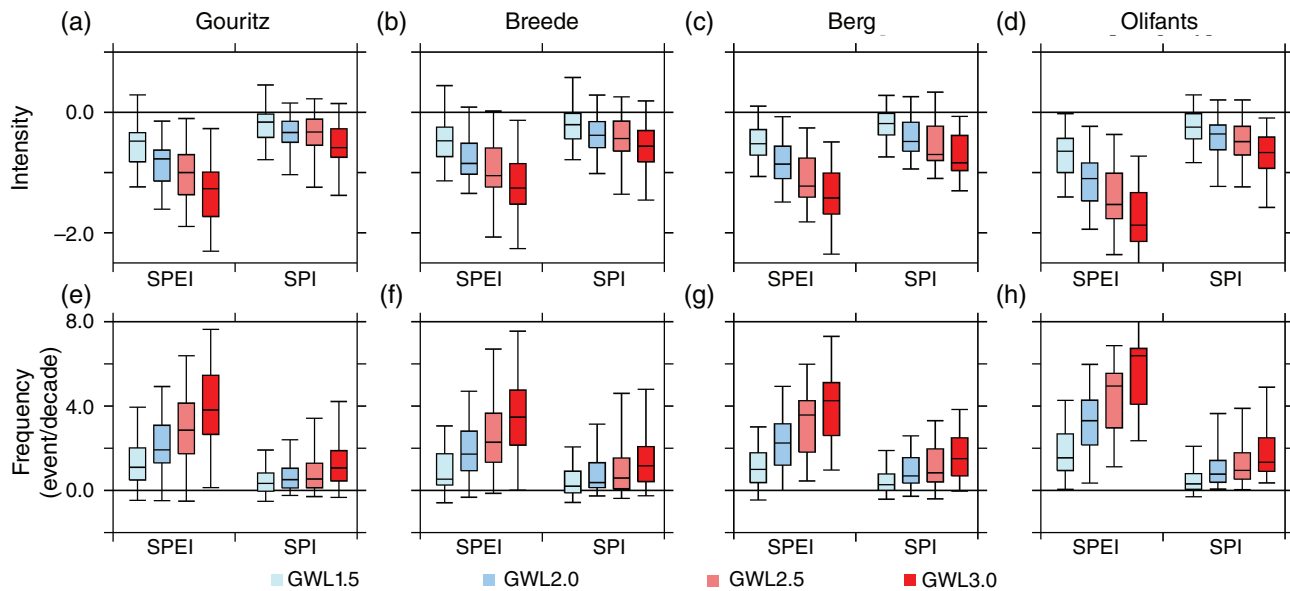 (a) Gouritz (b) Breede (c) Berg (d) Olifants
Intensity
0.0
−2.0
SPEI SPI SPEI SPI SPEI SPI SPEI SPI
(e) (f) (g) (h)
Frequency
(event/decade)
8.0
4.0
0.0
SPEI SPI SPEI SPI SPEI SPI SPEI SPI
GWL1.5 GWL2.0 GWL2.5 GWL3.0